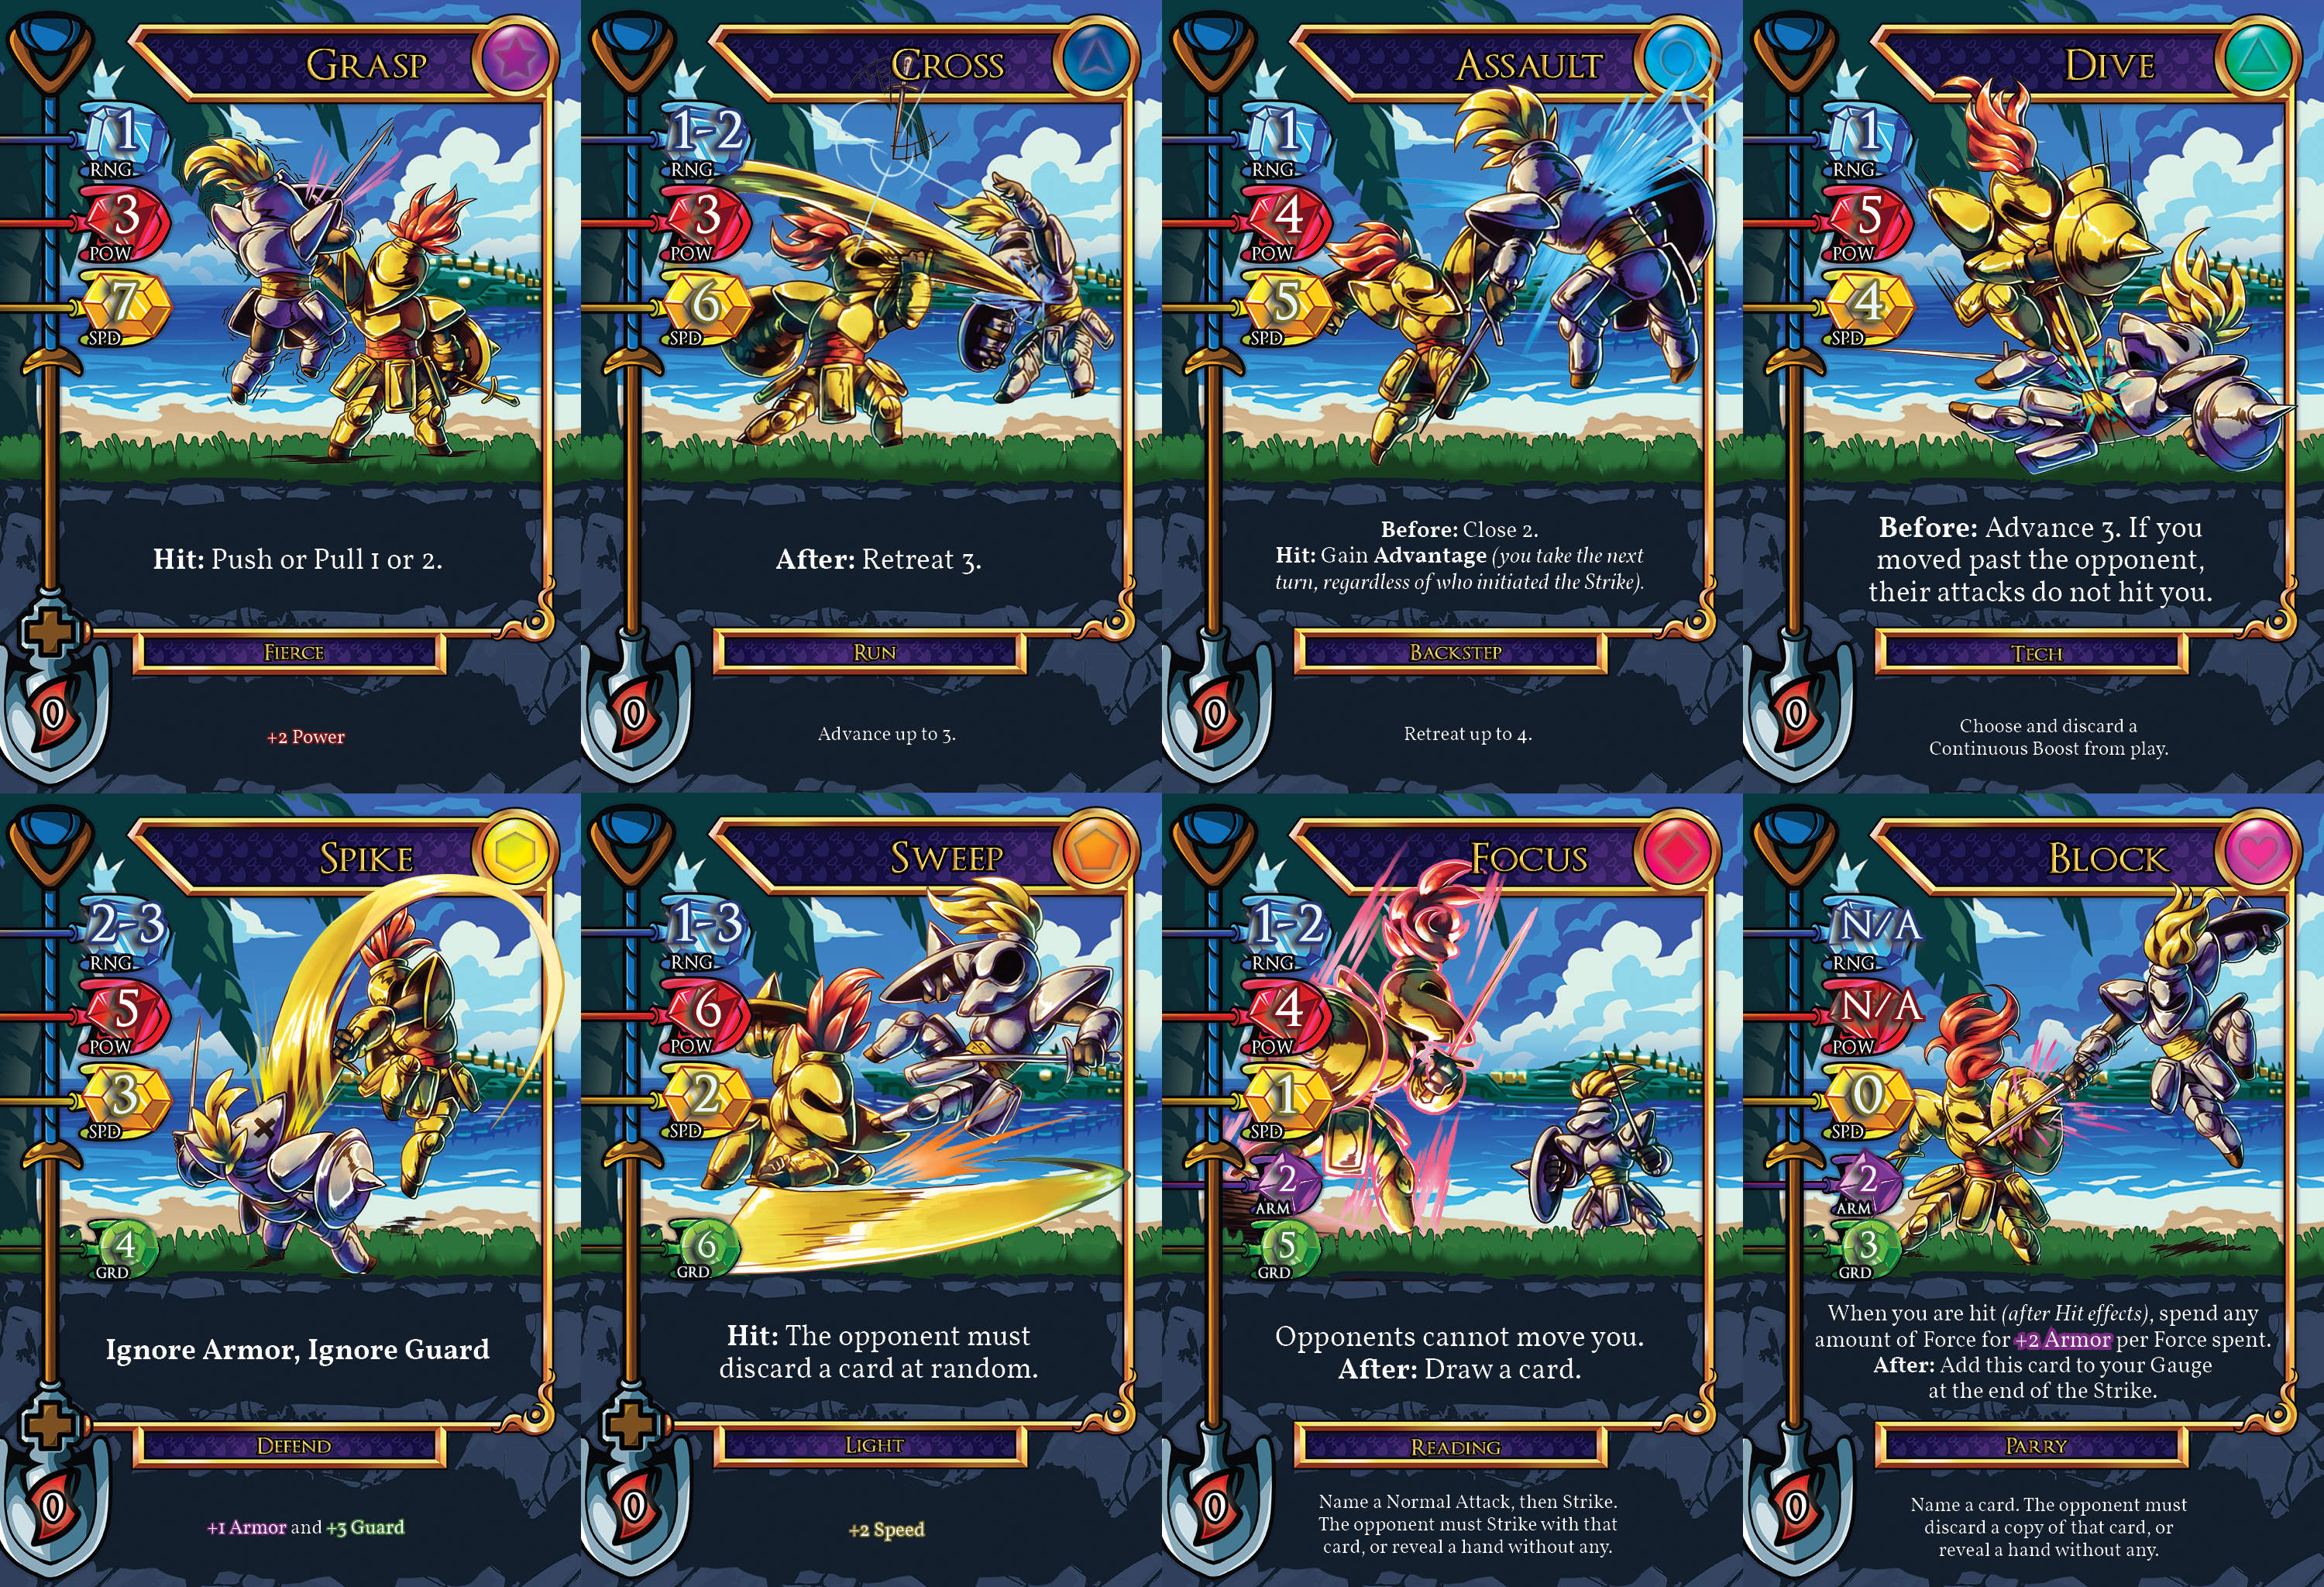 GRASP
1
RNG
3
POW
7
SPD
Hit: Push or Pull 1 or 2.
FIERCE
0
+2 Power
CROSS
1-2
RNG
3
POW
6
SPD
After: Retreat 3.
RUN
0
Advance up to 3.
ASSAULT
1
RNG
4
POW
5
SPD
Before: Close 2.
Hit: Gain Advantage (you take the next
turn, regardless of who initiated the Strike).
BACKSTEP
0
Retreat up to 4.
DIVE
1
RNG
5
POW
4
SPD
Before: Advance 3. If you
moved past the opponent,
their attacks do not hit you.
TECH
0
Choose and discard a
Continuous Boost from play.
SPIKE
2-3
RNG
5
POW
3
SPD
4
GRD
Ignore Armor, Ignore Guard
DEFEND
0
+1 Armor and +3 Guard
SWEEP
1-3
RNG
6
POW
2
SPD
6
GRD
Hit: The opponent must
discard a card at random.
LIGHT
0
+2 Speed
FOCUS
1-2
RNG
4
POW
1
SPD
2
ARM
5
GRD
Opponents cannot move you.
After: Draw a card.
READING
0
Name a Normal Attack, then Strike.
The opponent must Strike with that
card, or reveal a hand without any.
BLOCK
N/A
RNG
N/A
POW
0
SPD
2
ARM
3
GRD
When you are hit (after Hit effects), spend any
amount of Force for +2 Armor per Force spent.
After: Add this card to your Gauge
at the end of the Strike.
PARRY
0
Name a card. The opponent must
discard a copy of that card, or
reveal a hand without any.